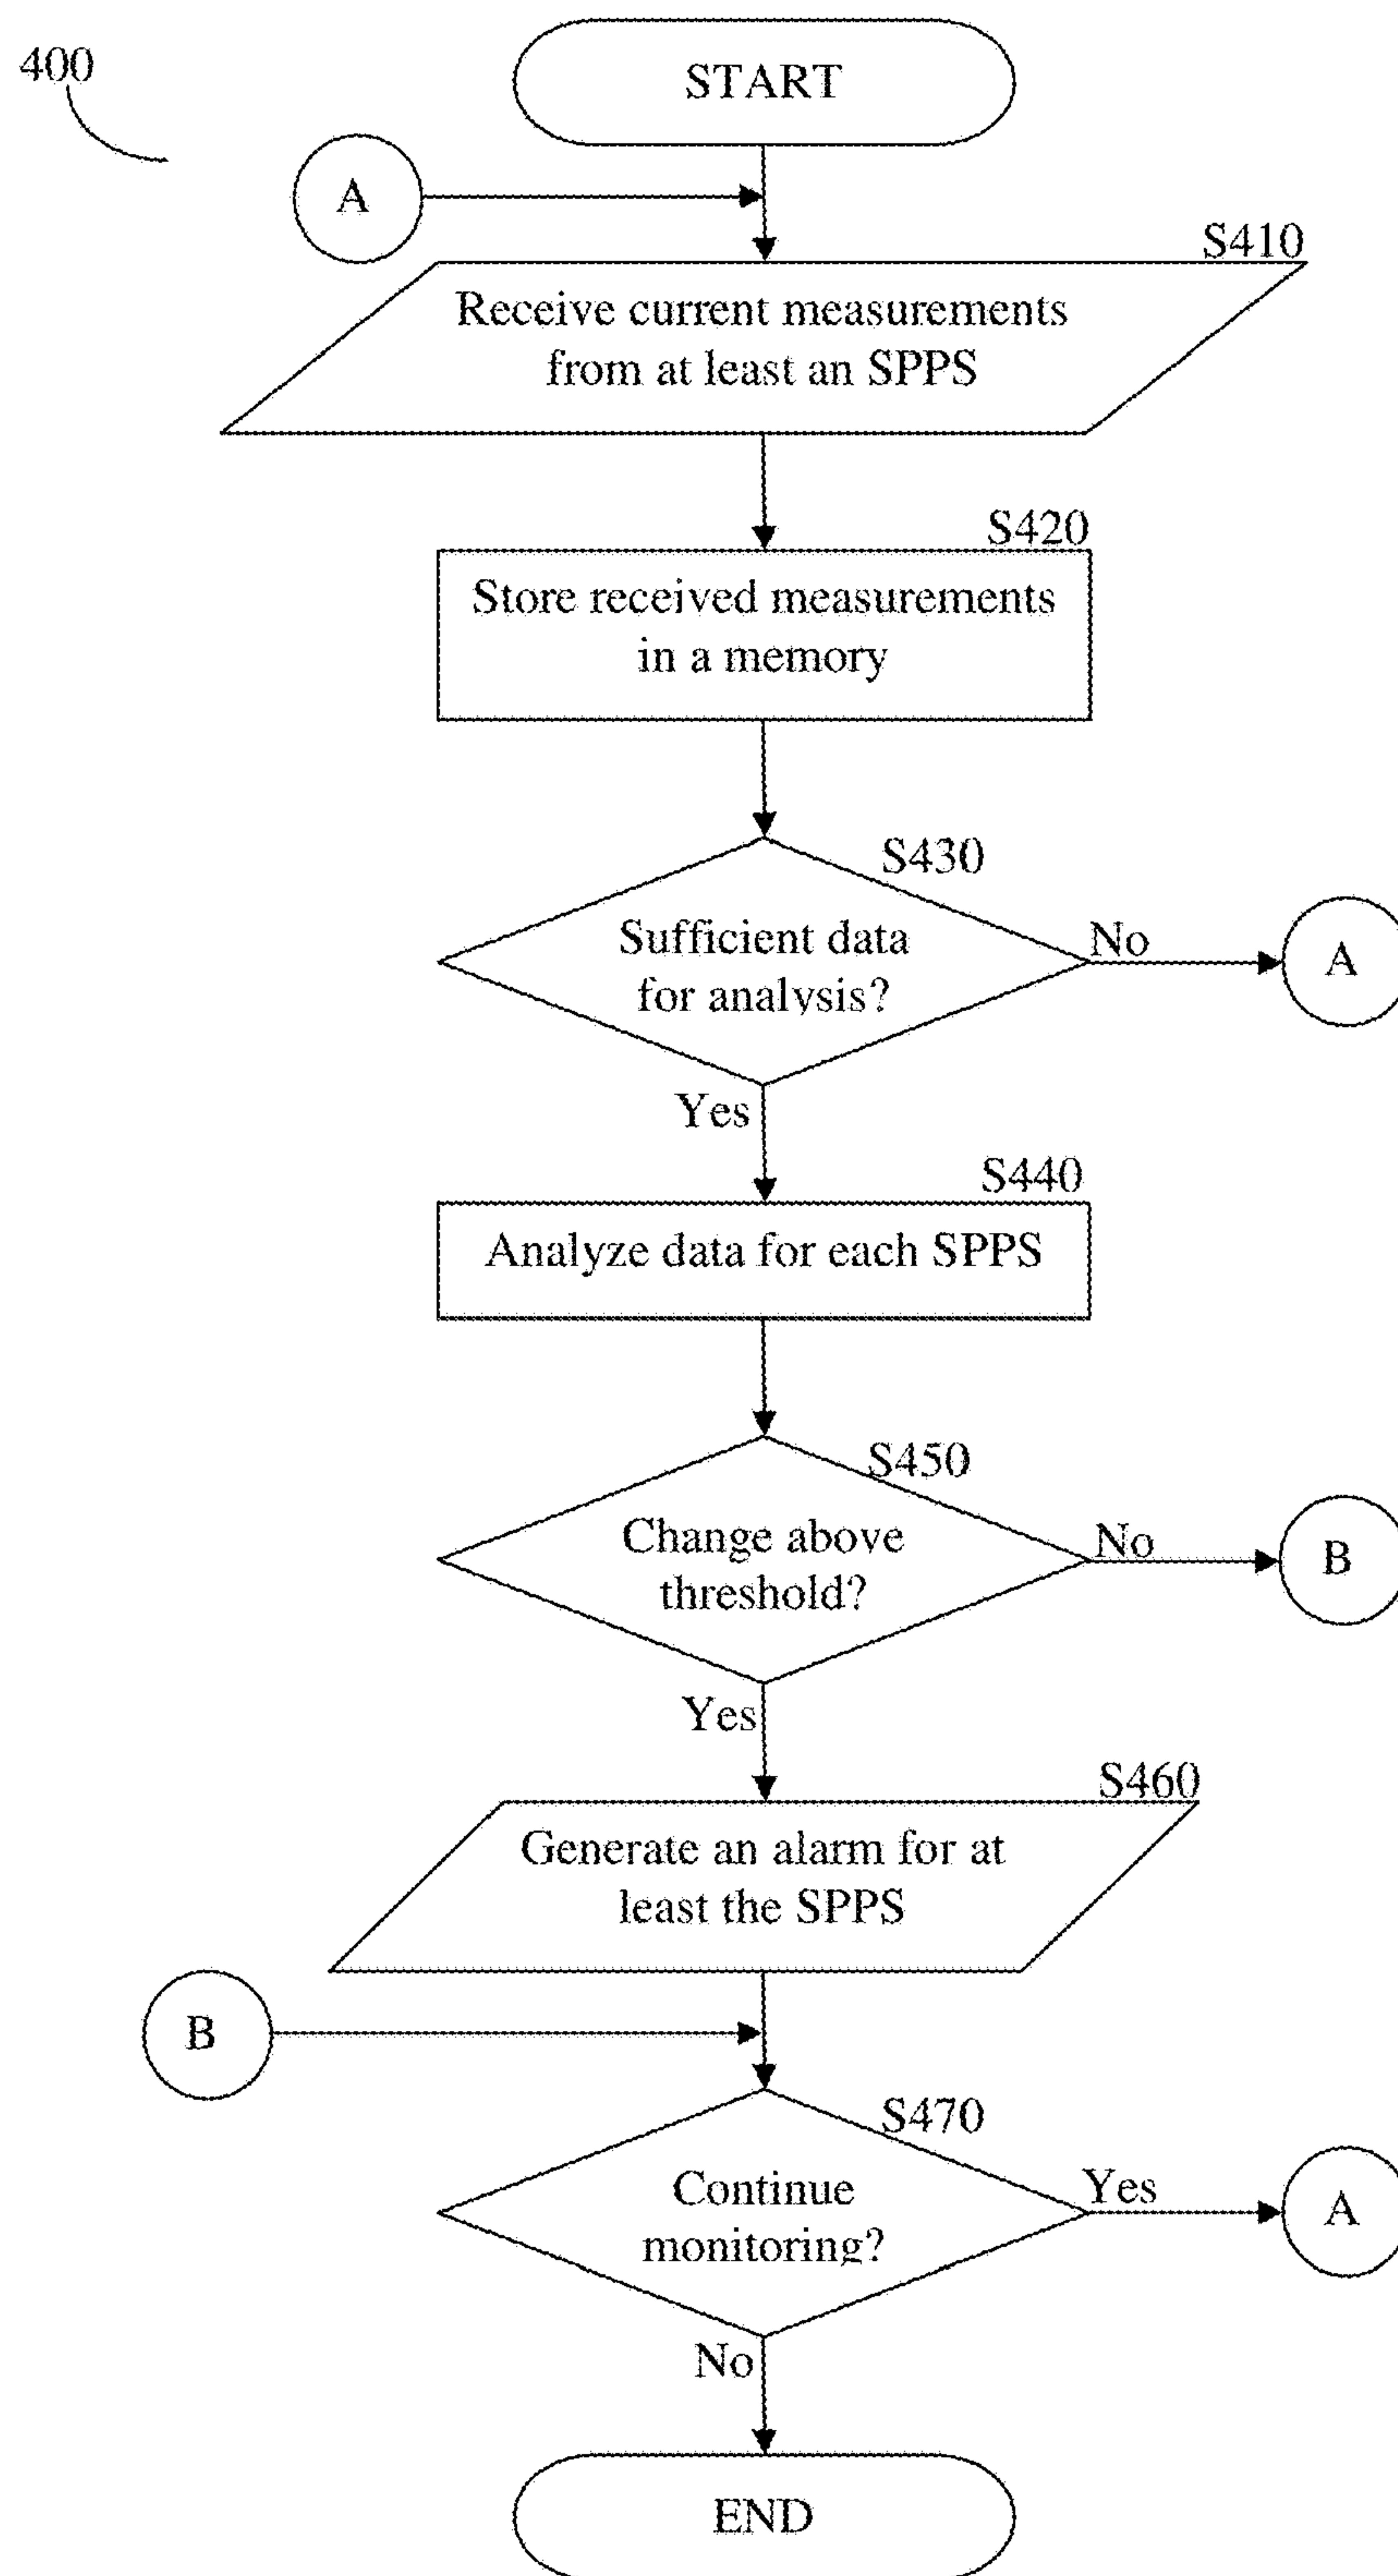 400
START
A
S410
Receive current measurements
from at least an SPPS
S420
Store received measurements
in a memory
S430
Sufficient data
for analysis?
No
A
Yes
S440
Analyze data for each SPPS
S450
Change above
threshold?
No
B
Yes
S460
Generate an alarm for at
least the SPPS
B
S470
Continue
monitoring?
Yes
A
No
END